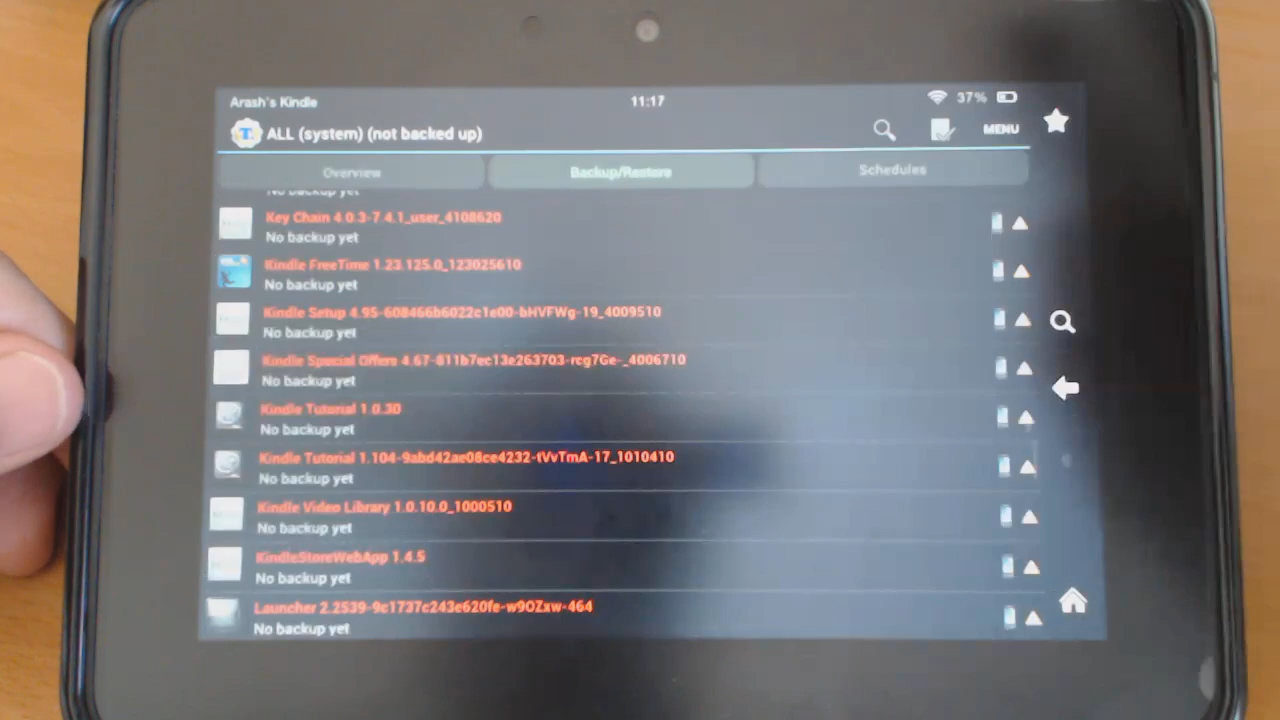 Arash's Kindle 11:17 37%
ALL (system) (not backed up) MENU
Overview Backup/Restore Schedules
No backup yet
Key Chain 4.0.3-7.4.1_user_4108620
No backup yet
Kindle FreeTime 1.23.125.0_123025610
No backup yet
Kindle Setup 4.95-608466b6022c1e00-bHVFWg-19_4009510
No backup yet
Kindle Special Offers 4.67-811b7ec13e263703-rcg7Ge-_4006710
No backup yet
Kindle Tutorial 1.0.30
No backup yet
Kindle Tutorial 1.104-9abd42ae08ce4232-tVvTmA-17_1010410
No backup yet
Kindle Video Library 1.0.10.0_1000510
No backup yet
KindleStoreWebApp 1.4.5
No backup yet
Launcher 2.2539-9c1737c243e620fe-w9OZxw-464
No backup yet